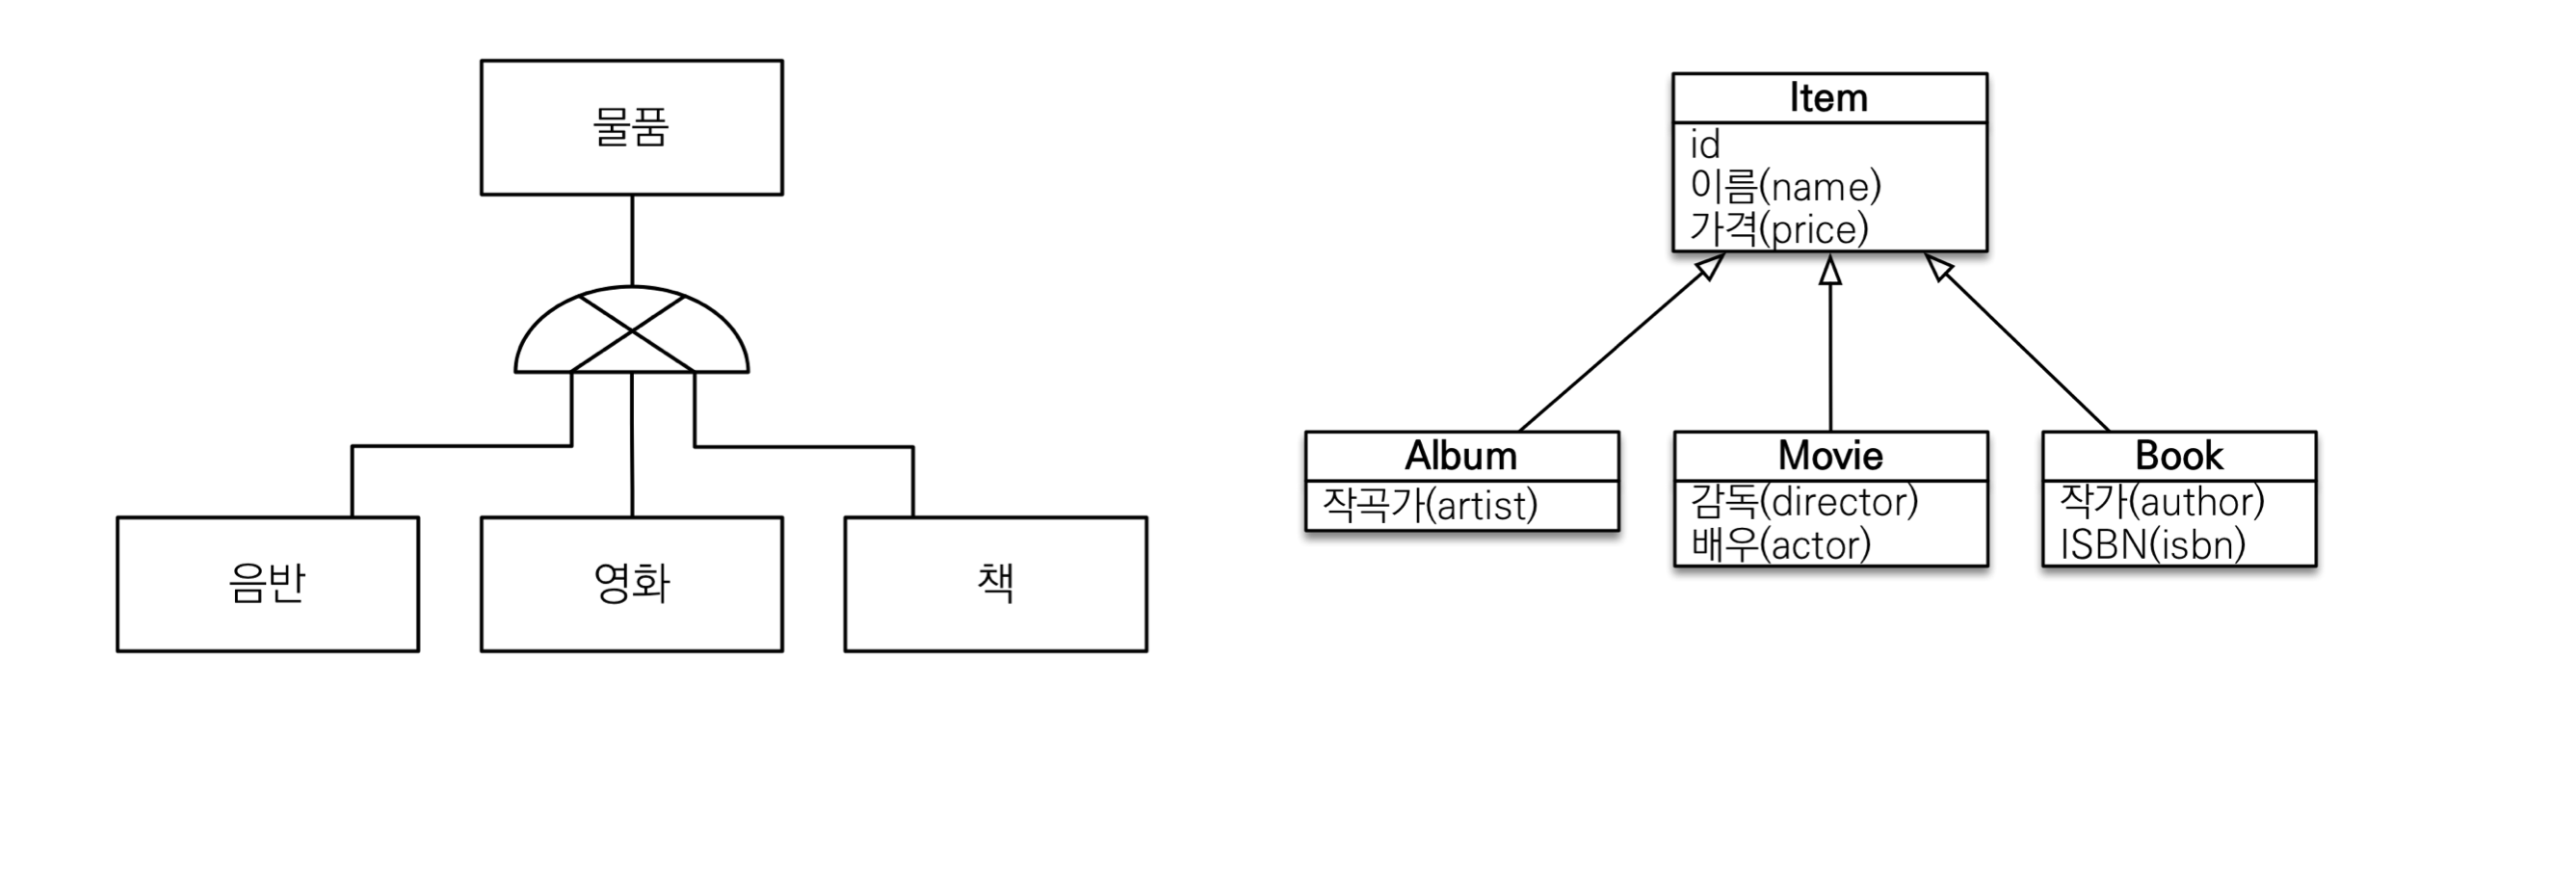 물품
음반
영화
책
Item
id
이름(name)
가격(price)
Album
작곡가(artist)
Movie
감독(director)
배우(actor)
Book
작가(author)
ISBN(isbn)